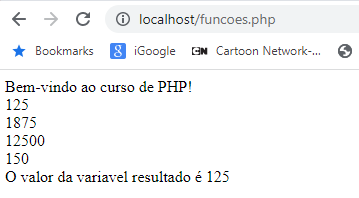 localhost/funcoes.php
Bookmarks iGoogle Cartoon Network-...
Bem-vindo ao curso de PHP!
125
1875
12500
150
O valor da variavel resultado é 125